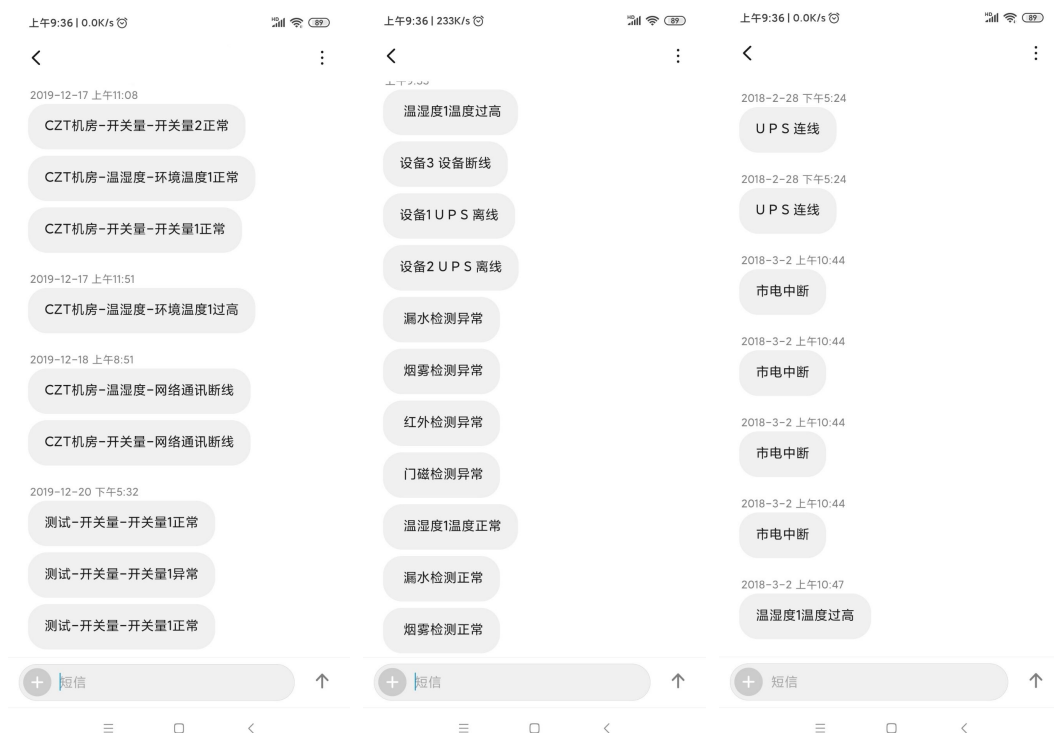 上午9:36 | 0.0K/s
HD
89
2019-12-17 上午11:08
CZT机房-开关量-开关量2正常
CZT机房-温湿度-环境温度1正常
CZT机房-开关量-开关量1正常
2019-12-17 上午11:51
CZT机房-温湿度-环境温度1过高
2019-12-18 上午8:51
CZT机房-温湿度-网络通讯断线
CZT机房-开关量-网络通讯断线
2019-12-20 下午5:32
测试-开关量-开关量1正常
测试-开关量-开关量1异常
测试-开关量-开关量1正常
短信
上午9:36 | 233K/s
HD
89
温湿度1温度过高
设备3 设备断线
设备1 U P S 离线
设备2 U P S 离线
漏水检测异常
烟雾检测异常
红外检测异常
门磁检测异常
温湿度1温度正常
漏水检测正常
烟雾检测正常
短信
上午9:36 | 0.0K/s
HD
89
2018-2-28 下午5:24
U P S 连线
2018-2-28 下午5:24
U P S 连线
2018-3-2 上午10:44
市电中断
2018-3-2 上午10:44
市电中断
2018-3-2 上午10:44
市电中断
2018-3-2 上午10:44
市电中断
2018-3-2 上午10:47
温湿度1温度过高
短信